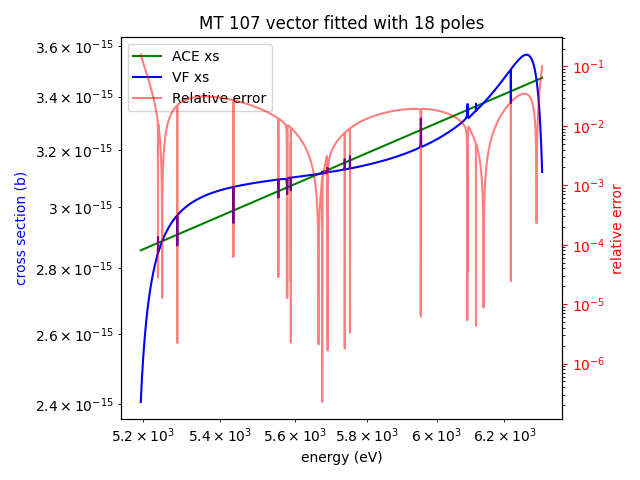 MT 107 vector fitted with 18 poles
ACE xs
VF xs
Relative error
cross section (b)
3.6 × 10⁻¹⁵
3.4 × 10⁻¹⁵
3.2 × 10⁻¹⁵
3 × 10⁻¹⁵
2.8 × 10⁻¹⁵
2.6 × 10⁻¹⁵
2.4 × 10⁻¹⁵
10⁻¹
10⁻²
10⁻³
10⁻⁴
10⁻⁵
10⁻⁶
relative error
5.2 × 10³ 5.4 × 10³ 5.6 × 10³ 5.8 × 10³ 6 × 10³ 6.2 × 10³
energy (eV)